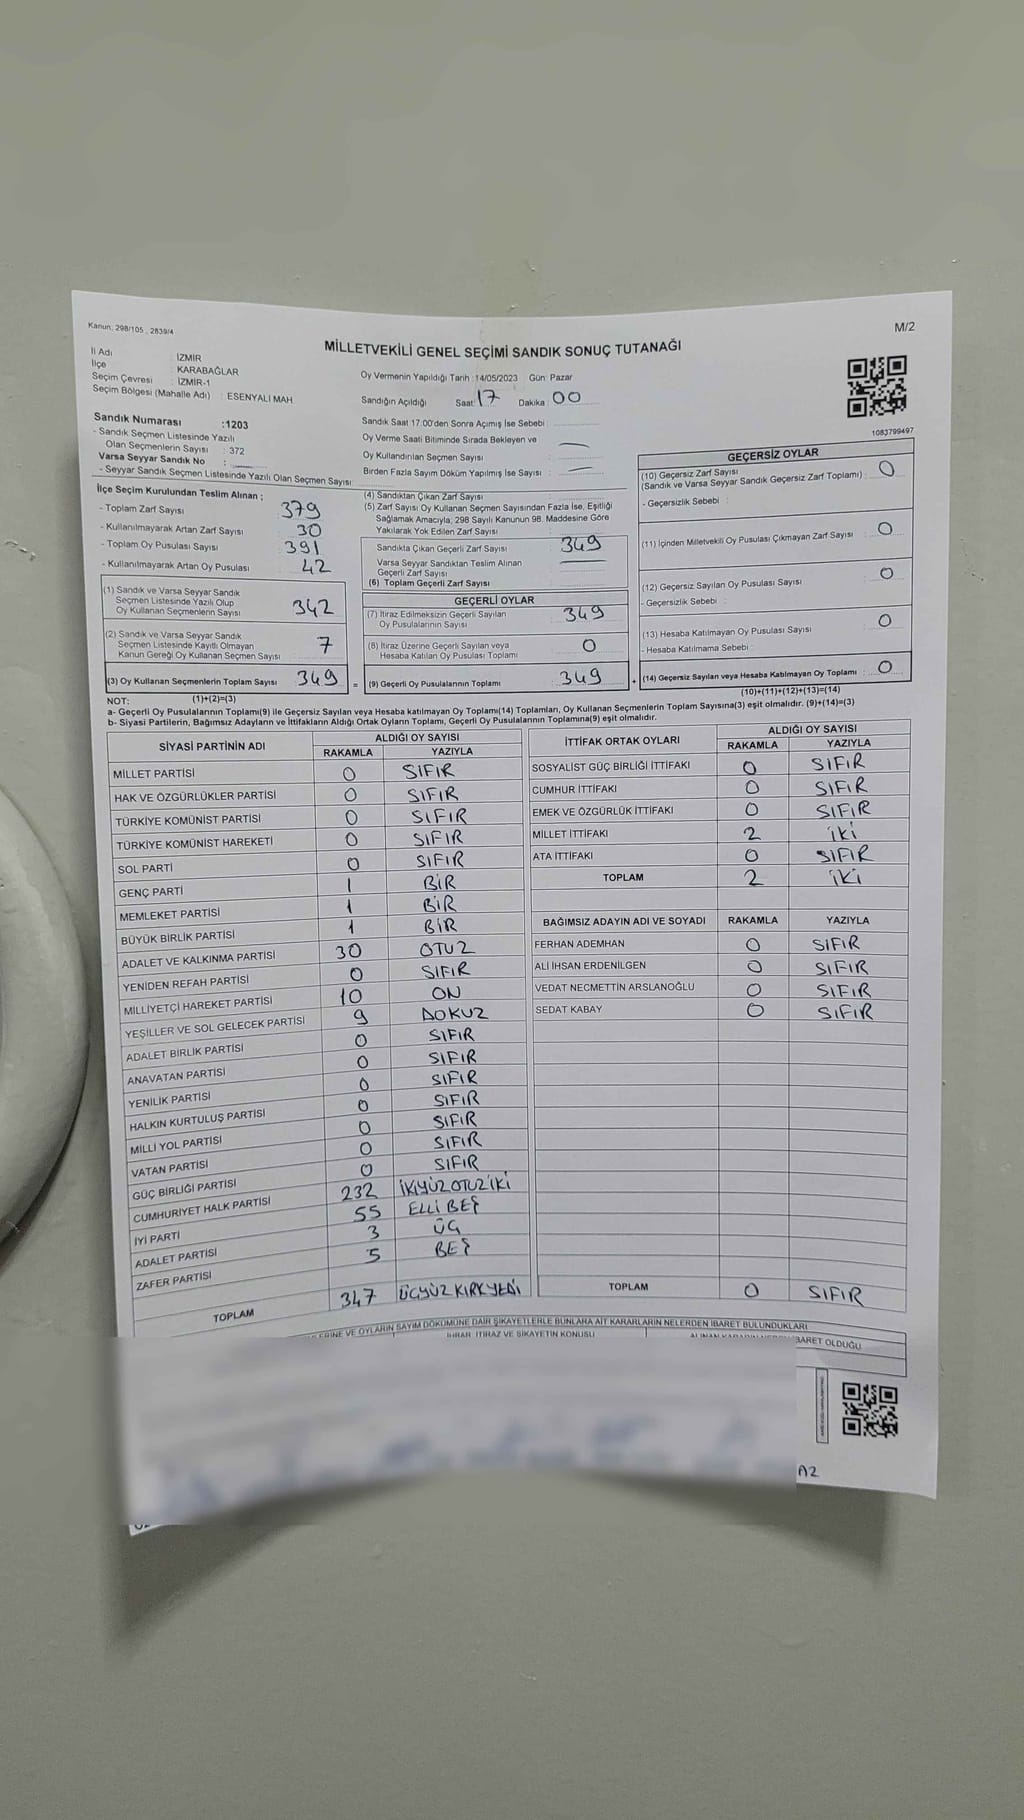 Kanun: 298/105 , 2839/4
M/2
MİLLETVEKİLİ GENEL SEÇİMİ SANDIK SONUÇ TUTANAĞI
İl Adı : İZMİR
İlçe : KARABAĞLAR
Seçim Çevresi : İZMİR-1
Seçim Bölgesi (Mahalle Adı) : ESENYALI MAH
Oy Vermenin Yapıldığı Tarih :14/05/2023 Gün: Pazar
Sandığın Açıldığı Saat: 17 Dakika : 00
Sandık Numarası :1203
- Sandık Seçmen Listesinde Yazılı
Olan Seçmenlerin Sayısı : 372
Varsa Seyyar Sandık No :
- Seyyar Sandık Seçmen Listesinde Yazılı Olan Seçmen Sayısı:
Sandık Saat 17.00'den Sonra Açımış İse Sebebi :
Oy Verme Saati Bitiminde Sırada Bekleyen ve
Oy Kullandırılan Seçmen Sayısı : —
Birden Fazla Sayım Döküm Yapılmış İse Sayısı : —
1083799497
İlçe Seçim Kurulundan Teslim Alınan ;
- Toplam Zarf Sayısı : 379
- Kullanılmayarak Artan Zarf Sayısı : 30
- Toplam Oy Pusulası Sayısı : 391
- Kullanılmayarak Artan Oy Pusulası : 42
(1) Sandık ve Varsa Seyyar Sandık
Seçmen Listesinde Yazılı Olup
Oy Kullanan Seçmenlerin Sayısı : 342
(2) Sandık ve Varsa Seyyar Sandık
Seçmen Listesinde Kayıtlı Olmayan
Kanun Gereği Oy Kullanan Seçmen Sayısı : 7
(3) Oy Kullanan Seçmenlerin Toplam Sayısı : 349
(4) Sandıktan Çıkan Zarf Sayısı :
(5) Zarf Sayısı Oy Kullanan Seçmen Sayısından Fazla İse, Eşitliği
Sağlamak Amacıyla, 298 Sayılı Kanunun 98. Maddesine Göre
Yakılarak Yok Edilen Zarf Sayısı :
Sandıkta Çıkan Geçerli Zarf Sayısı : 349
Varsa Seyyar Sandıktan Teslim Alınan
Geçerli Zarf Sayısı : —
(6) Toplam Geçerli Zarf Sayısı :
GEÇERLİ OYLAR
(7) İtiraz Edilmeksizin Geçerli Sayılan
Oy Pusulalarının Sayısı : 349
(8) İtiraz Üzerine Geçerli Sayılan veya
Hesaba Katılan Oy Pusulası Toplamı : 0
= (9) Geçerli Oy Pusulalarının Toplamı : 349 +
GEÇERSİZ OYLAR
(10) Geçersiz Zarf Sayısı
(Sandık ve Varsa Seyyar Sandık Geçersiz Zarf Toplamı) : 0
- Geçersizlik Sebebi :
(11) İçinden Milletvekili Oy Pusulası Çıkmayan Zarf Sayısı : 0
(12) Geçersiz Sayılan Oy Pusulası Sayısı : 0
- Geçersizlik Sebebi :
(13) Hesaba Katılmayan Oy Pusulası Sayısı : 0
- Hesaba Katılmama Sebebi :
(14) Geçersiz Sayılan veya Hesaba Katılmayan Oy Toplamı : 0
NOT: (1)+(2)=(3)
(10)+(11)+(12)+(13)=(14)
a- Geçerli Oy Pusulalarının Toplamı(9) ile Geçersiz Sayılan veya Hesaba katılmayan Oy Toplamı(14) Toplamları, Oy Kullanan Seçmenlerin Toplam Sayısına(3) eşit olmalıdır. (9)+(14)=(3)
b- Siyasi Partilerin, Bağımsız Adayların ve İttifakların Aldığı Ortak Oyların Toplamı, Geçerli Oy Pusulalarının Toplamına(9) eşit olmalıdır.
SİYASİ PARTİNİN ADI ALDIĞI OY SAYISI
RAKAMLA YAZIYLA
MİLLET PARTİSİ 0 SIFIR
HAK VE ÖZGÜRLÜKLER PARTİSİ 0 SIFIR
TÜRKİYE KOMÜNİST PARTİSİ 0 SIFIR
TÜRKİYE KOMÜNİST HAREKETİ 0 SIFIR
SOL PARTİ 0 SIFIR
GENÇ PARTİ 1 BİR
MEMLEKET PARTİSİ 1 BİR
BÜYÜK BİRLİK PARTİSİ 1 BİR
ADALET VE KALKINMA PARTİSİ 30 OTUZ
YENİDEN REFAH PARTİSİ 0 SIFIR
MİLLİYETÇİ HAREKET PARTİSİ 10 ON
YEŞİLLER VE SOL GELECEK PARTİSİ 9 DOKUZ
ADALET BİRLİK PARTİSİ 0 SIFIR
ANAVATAN PARTİSİ 0 SIFIR
YENİLİK PARTİSİ 0 SIFIR
HALKIN KURTULUŞ PARTİSİ 0 SIFIR
MİLLİ YOL PARTİSİ 0 SIFIR
VATAN PARTİSİ 0 SIFIR
GÜÇ BİRLİĞİ PARTİSİ 0 SIFIR
CUMHURİYET HALK PARTİSİ 232 İKİYÜZOTUZİKİ
İYİ PARTİ 55 ELLİ BEŞ
ADALET PARTİSİ 3 ÜÇ
ZAFER PARTİSİ 5 BEŞ
TOPLAM 347 ÜÇYÜZ KIRKYEDİ
İTTİFAK ORTAK OYLARI ALDIĞI OY SAYISI
RAKAMLA YAZIYLA
SOSYALİST GÜÇ BİRLİĞİ İTTİFAKI 0 SIFIR
CUMHUR İTTİFAKI 0 SIFIR
EMEK VE ÖZGÜRLÜK İTTİFAKI 0 SIFIR
MİLLET İTTİFAKI 2 İKİ
ATA İTTİFAKI 0 SIFIR
TOPLAM 2 İKİ
BAĞIMSIZ ADAYIN ADI VE SOYADI RAKAMLA YAZIYLA
FERHAN ADEMHAN 0 SIFIR
ALİ İHSAN ERDENİLGEN 0 SIFIR
VEDAT NECMETTİN ARSLANOĞLU 0 SIFIR
SEDAT KABAY 0 SIFIR
TOPLAM 0 SIFIR
VE OYLARIN SAYIM DÖKÜMÜNE DAİR ŞİKAYETLERLE BUNLARA AİT KARARLARIN NELERDEN İBARET BULUNDUKLARI
İHBAR, İTİRAZ VE ŞİKAYETİN KONUSU
İBARET OLDUĞU
A2